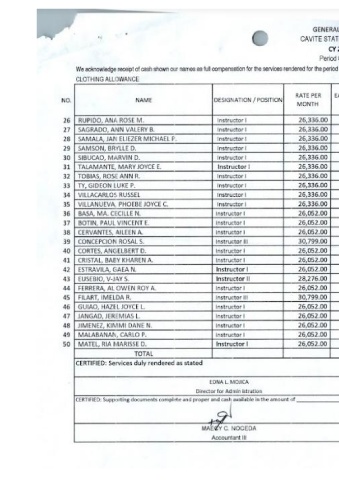 GENERAL
CAVITE STAT
CY 2
Period
We acknowledge receipt of cash shown our names as full compensation for the services rendered for the period
CLOTHING ALLOWANCE
NO. NAME DESIGNATION / POSITION RATE PER MONTH
26 RUPIDO, ANA ROSE M. Instructor I 26,336.00
27 SAGRADO, ANN VALERY B. Instructor I 26,336.00
28 SAMALA, JAN ELIEZER MICHAEL P. Instructor I 26,336.00
29 SAMSON, BRYLLE D. Instructor I 26,336.00
30 SIBUCAO, MARVIN D. Instructor I 26,336.00
31 TALAMANTE, MARY JOYCE E. Instructor I 26,336.00
32 TOBIAS, ROSE ANN R. Instructor I 26,336.00
33 TY, GIDEON LUKE P. Instructor I 26,336.00
34 VILLACARLOS RUSSEL Instructor I 26,336.00
35 VILLANUEVA, PHOEBE JOYCE C. Instructor I 26,336.00
36 BASA, MA. CECILLE N. Instructor I 26,052.00
37 BOTIN, PAUL VINCENT E. Instructor I 26,052.00
38 CERVANTES, AILEEN A. Instructor I 26,052.00
39 CONCEPCION ROSAL S. Instructor III 30,799.00
40 CORTES, ANGELBERT D. Instructor I 26,052.00
41 CRISTAL, BABY KHAREN A. Instructor I 26,052.00
42 ESTRAVILA, GAEA N. Instructor I 26,052.00
43 EUSEBIO, V-JAY S. Instructor II 28,276.00
44 FERRERA, AL OWEN ROY A. Instructor I 26,052.00
45 FILART, IMELDA R. Instructor III 30,799.00
46 GUIAO, HAZEL JOYCE L. Instructor I 26,052.00
47 JANGAD, JEREMIAS L. Instructor I 26,052.00
48 JIMENEZ, KIMMI DANE N. Instructor I 26,052.00
49 MALABANAN, CARLO P. Instructor I 26,052.00
50 MATEL, RIA MARISSE D. Instructor I 26,052.00
TOTAL
CERTIFIED: Services duly rendered as stated
EDNA L. MOJICA
Director for Administration
CERTIFIED: Supporting documents complete and proper and cash available in the amount of
C. NOCEDA
Accountant III